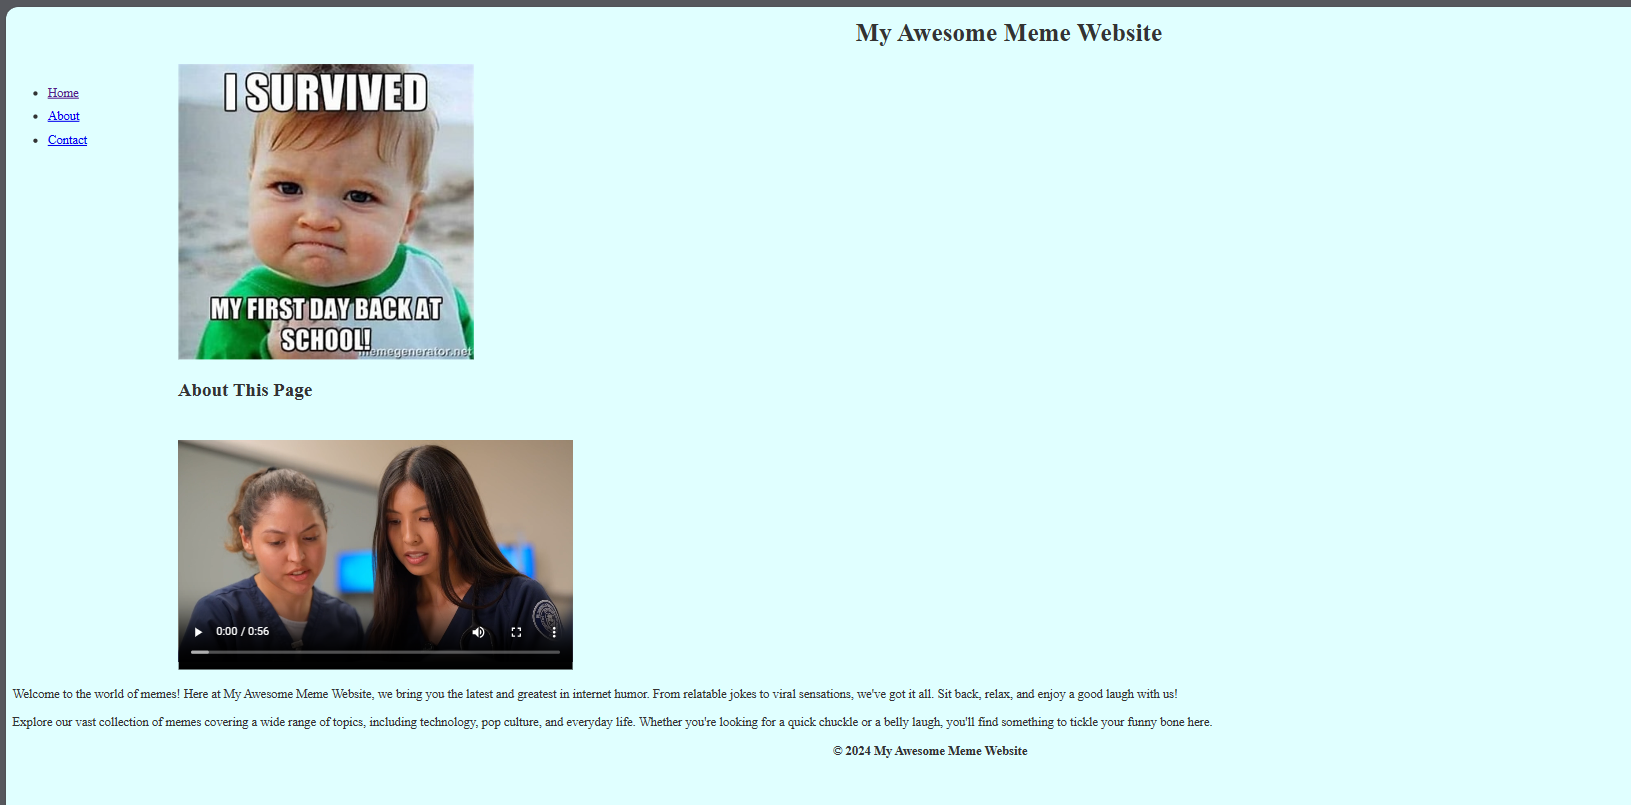 My Awesome Meme Website
Home
About
Contact
I SURVIVED
MY FIRST DAY BACK AT
SCHOOL!
memegenerator.net
About This Page
0:00 / 0:56
Welcome to the world of memes! Here at My Awesome Meme Website, we bring you the latest and greatest in internet humor. From relatable jokes to viral sensations, we've got it all. Sit back, relax, and enjoy a good laugh with us!
Explore our vast collection of memes covering a wide range of topics, including technology, pop culture, and everyday life. Whether you're looking for a quick chuckle or a belly laugh, you'll find something to tickle your funny bone here.
© 2024 My Awesome Meme Website